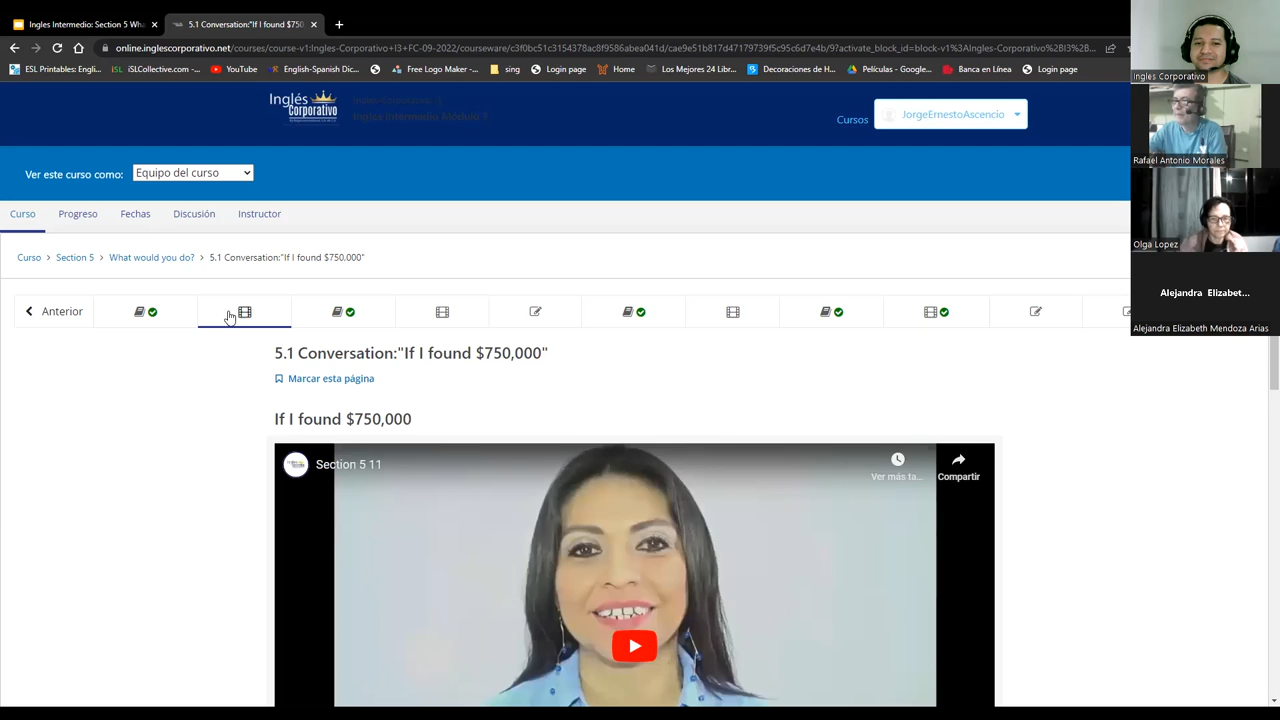 Ingles Intermedio: Section 5 Wha
5.1 Conversation:"If I found $750
online.inglescorporativo.net/courses/course-v1:Ingles-Corporativo+I3+FC-09-2022/courseware/c3f0bc51c3154378ac8f9586abea041d/cae9e51b817d47179739f5c95c6d7e4b/9?activate_block_id=block-v1%3AIngles-Corporativo%2BI3%2B...
ESL Printables: Engli...
iSLCollective.com -...
YouTube
English-Spanish Dic...
Free Logo Maker -...
sing
Login page
Home
Los Mejores 24 Libr...
Decoraciones de H...
Películas - Google...
Banca en Línea
Login page
Inglés
Corporativo
Ingles Intermedio Módulo
Cursos
JorgeErnestoAscencio
Ver este curso como:
Equipo del curso
Curso
Progreso
Fechas
Discusión
Instructor
Curso
Section 5
What would you do?
5.1 Conversation:"If I found $750.000"
Anterior
5.1 Conversation:"If I found $750,000"
Marcar esta página
If I found $750,000
Section 5 11
Ver más ta...
Compartir
Ingles Corporativo
Rafael Antonio Morales
Olga Lopez
Alejandra Elizabet...
Alejandra Elizabeth Mendoza Arias